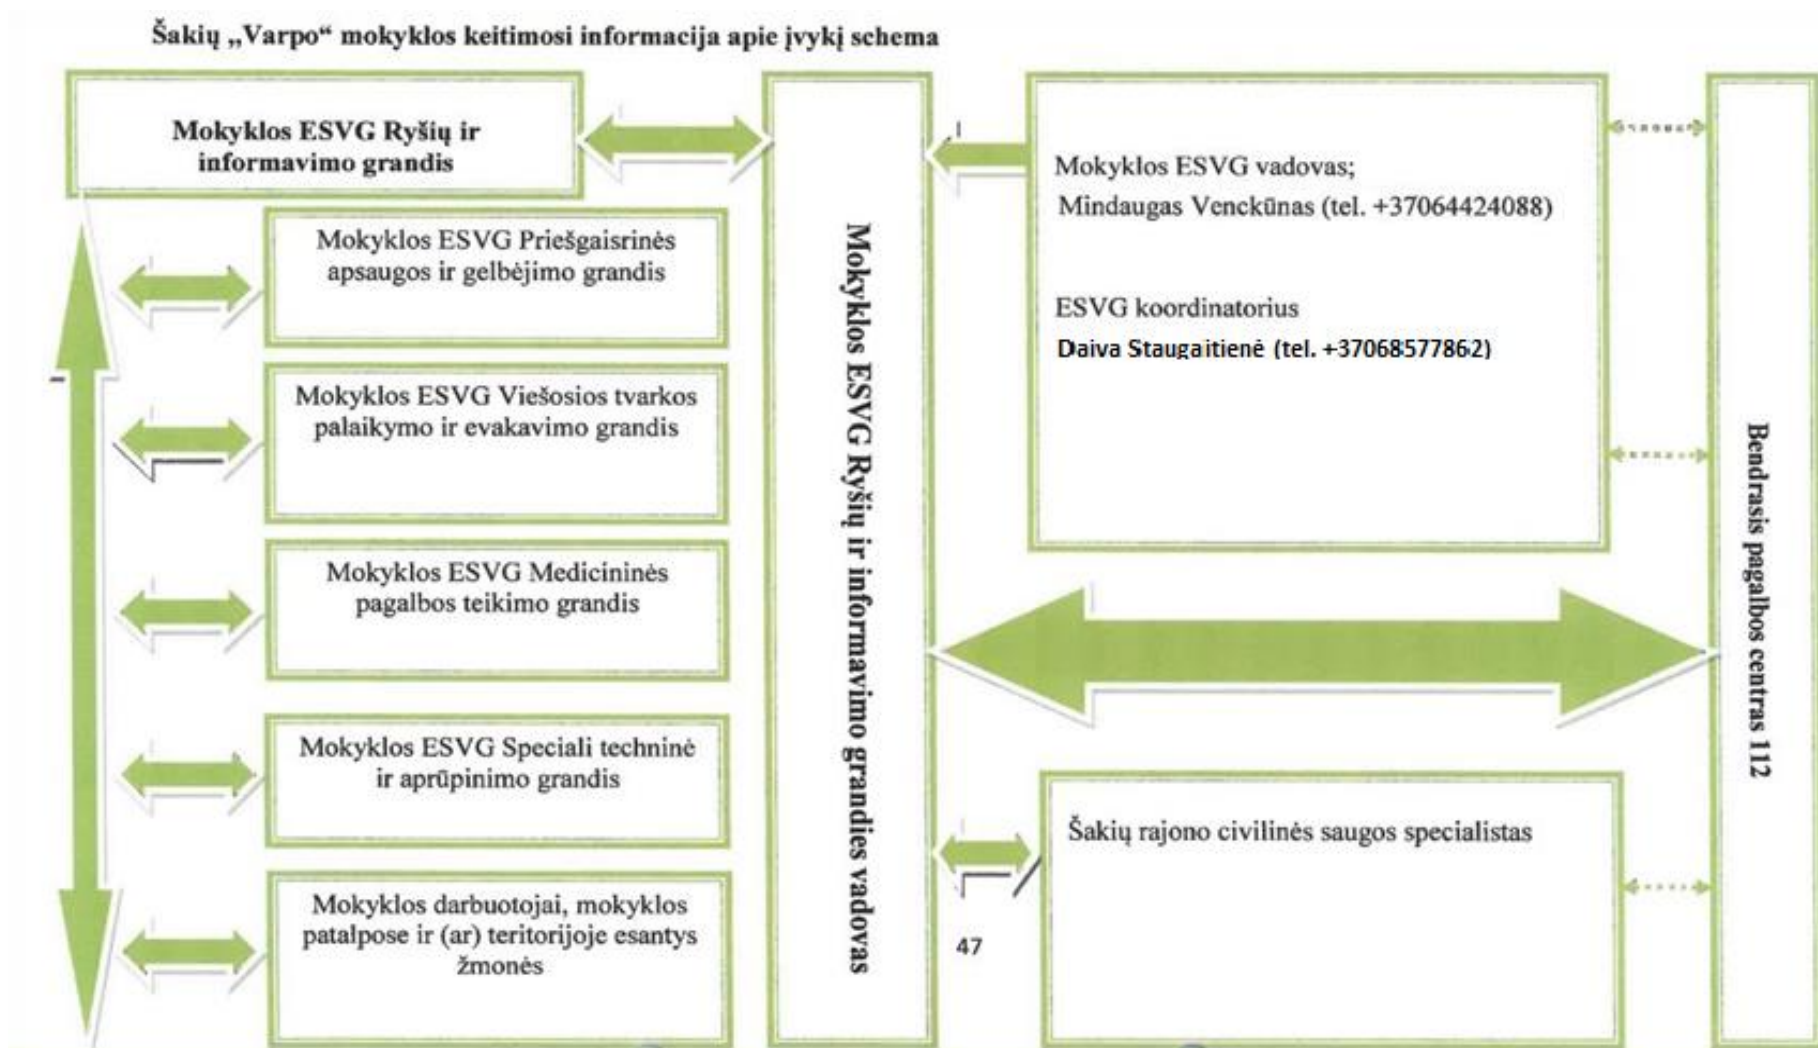 Šakių „Varpo“ mokyklos keitimosi informacija apie įvykį schema
Mokyklos ESVG Ryšių ir
informavimo grandis
Mokyklos ESVG Priešgaisrinės
apsaugos ir gelbėjimo grandis
Mokyklos ESVG Viešosios tvarkos
palaikymo ir evakavimo grandis
Mokyklos ESVG Medicininės
pagalbos teikimo grandis
Mokyklos ESVG Speciali techninė
ir aprūpinimo grandis
Mokyklos darbuotojai, mokyklos
patalpose ir (ar) teritorijoje esantys
žmonės
Mokyklos ESVG Ryšių ir informavimo grandies vadovas
Mokyklos ESVG vadovas;
Mindaugas Venckūnas (tel. +37064424088)
ESVG koordinatorius
Daiva Staugaitienė (tel. +37068577862)
Šakių rajono civilinės saugos specialistas
47
Bendrasis pagalbos centras 112